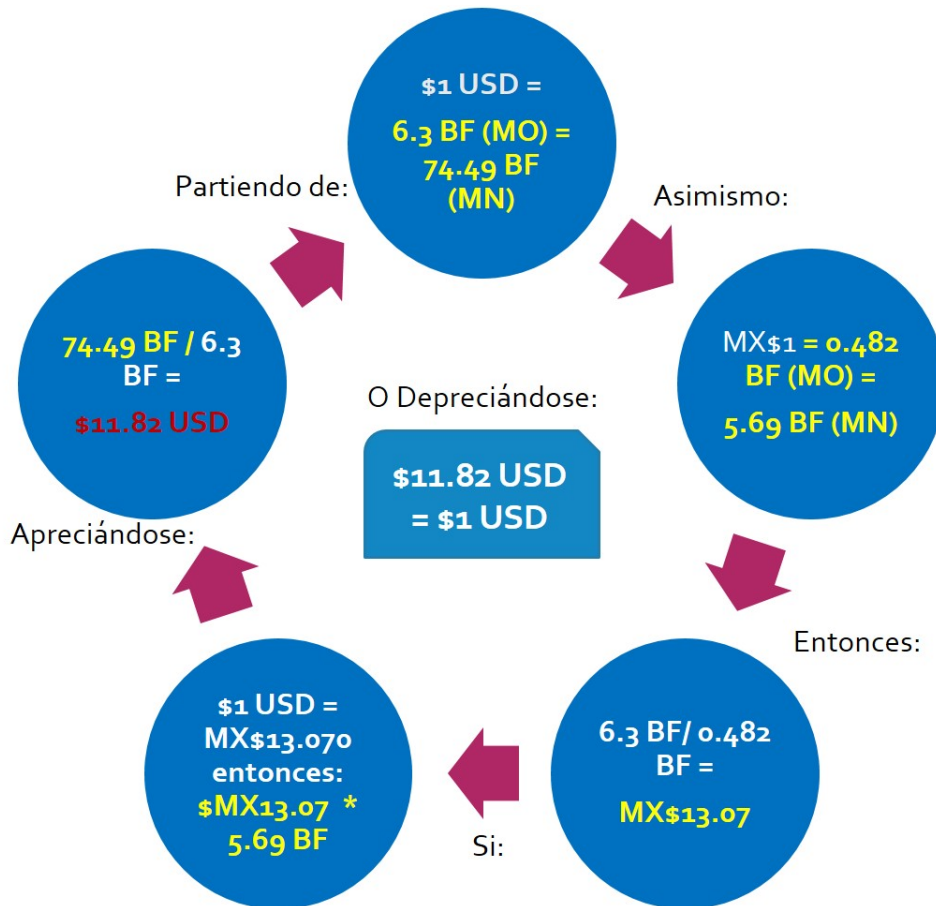 Partiendo de:
$1 USD =
6.3 BF (MO) =
74.49 BF
(MN)
Asimismo:
MX$1 = 0.482
BF (MO) =
5.69 BF (MN)
Entonces:
6.3 BF/ 0.482
BF =
MX$13.07
Si:
$1 USD =
MX$13.070
entonces:
$MX13.07 *
5.69 BF
Apreciándose:
74.49 BF / 6.3
BF =
$11.82 USD
O Depreciándose:
$11.82 USD
= $1 USD